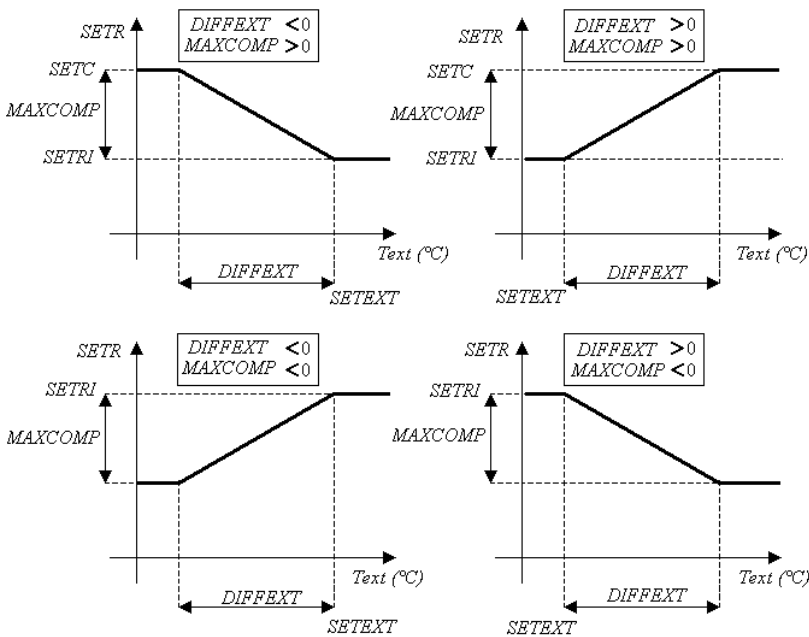 SETR
DIFFEXT <0
MAXCOMP >0
SETC
MAXCOMP
SETRI
Text (°C)
DIFFEXT
SETEXT
SETR
DIFFEXT >0
MAXCOMP >0
SETC
MAXCOMP
SETRI
Text (°C)
DIFFEXT
SETEXT
SETR
DIFFEXT <0
MAXCOMP <0
SETRI
MAXCOMP
Text (°C)
DIFFEXT
SETEXT
SETR
DIFFEXT >0
MAXCOMP <0
SETRI
MAXCOMP
Text (°C)
DIFFEXT
SETEXT